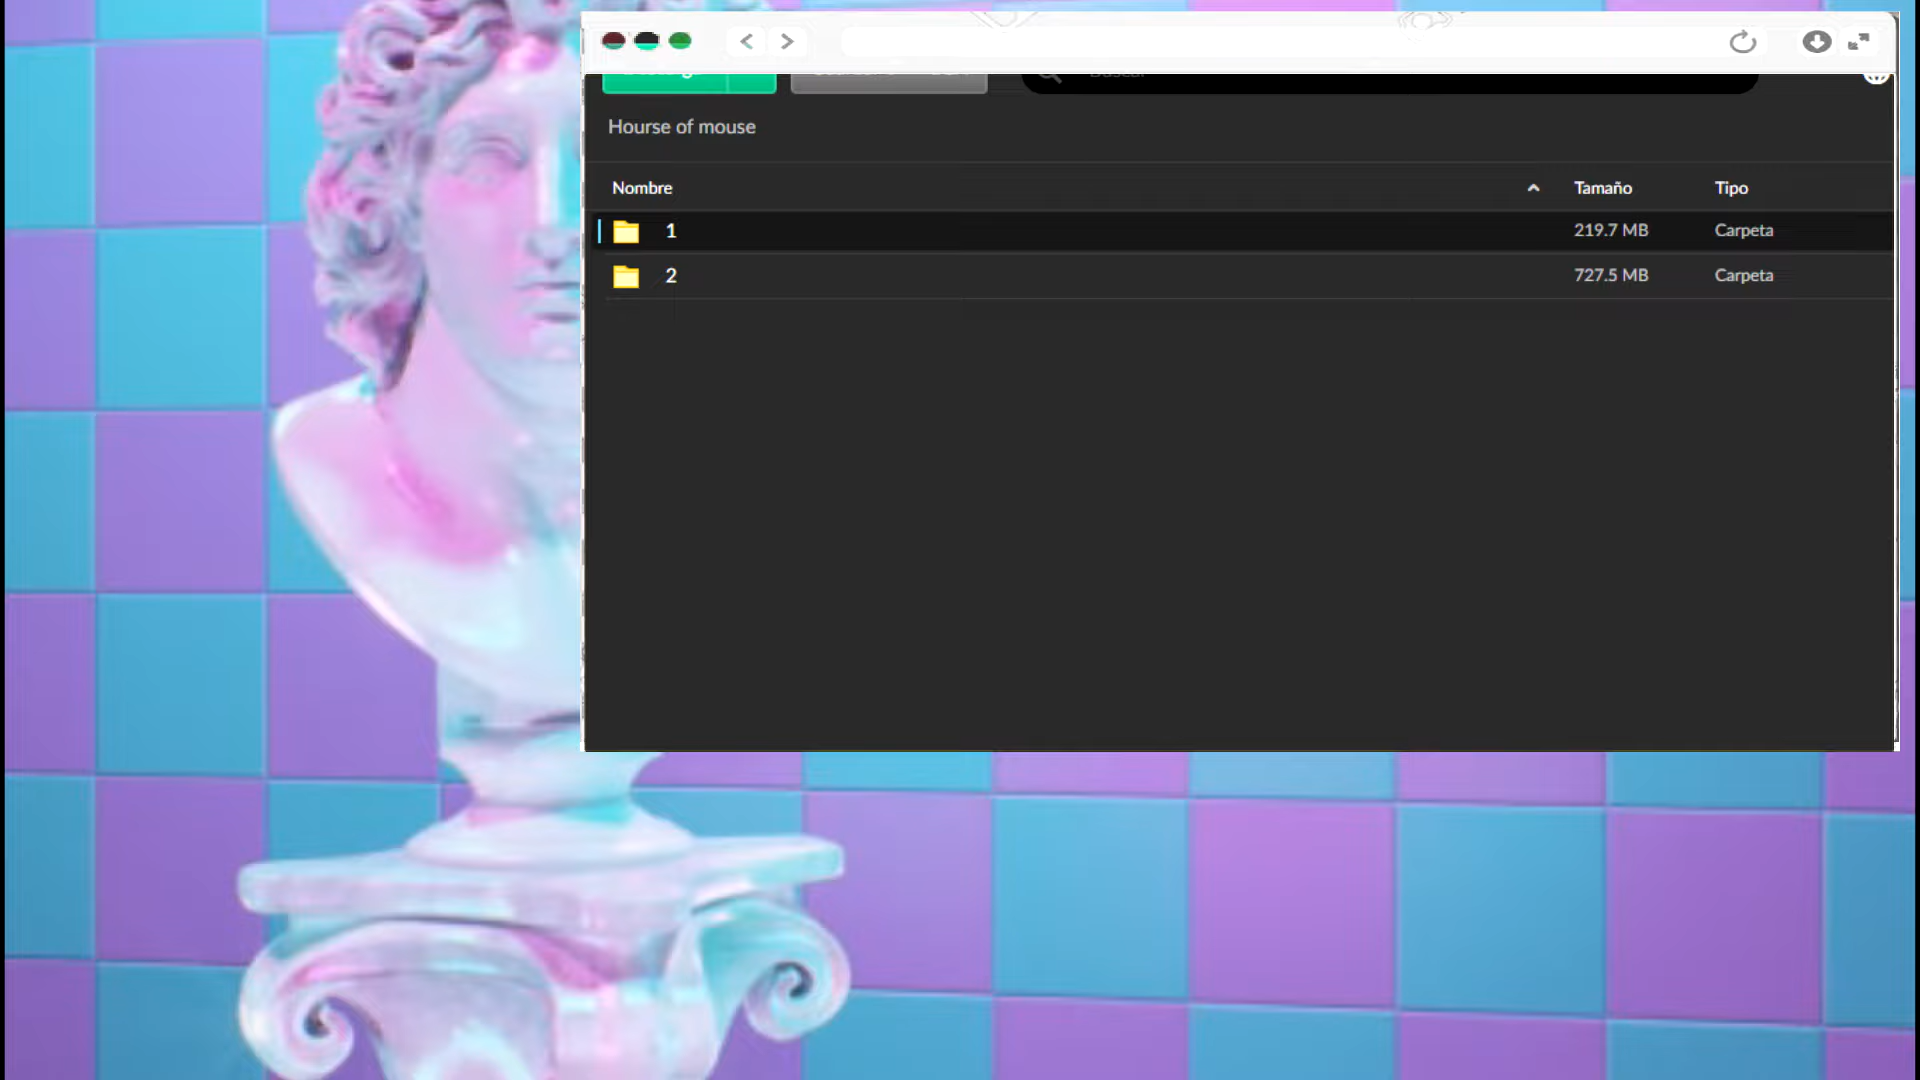 Hourse of mouse
Nombre Tamaño Tipo
1 219.7 MB Carpeta
2 727.5 MB Carpeta